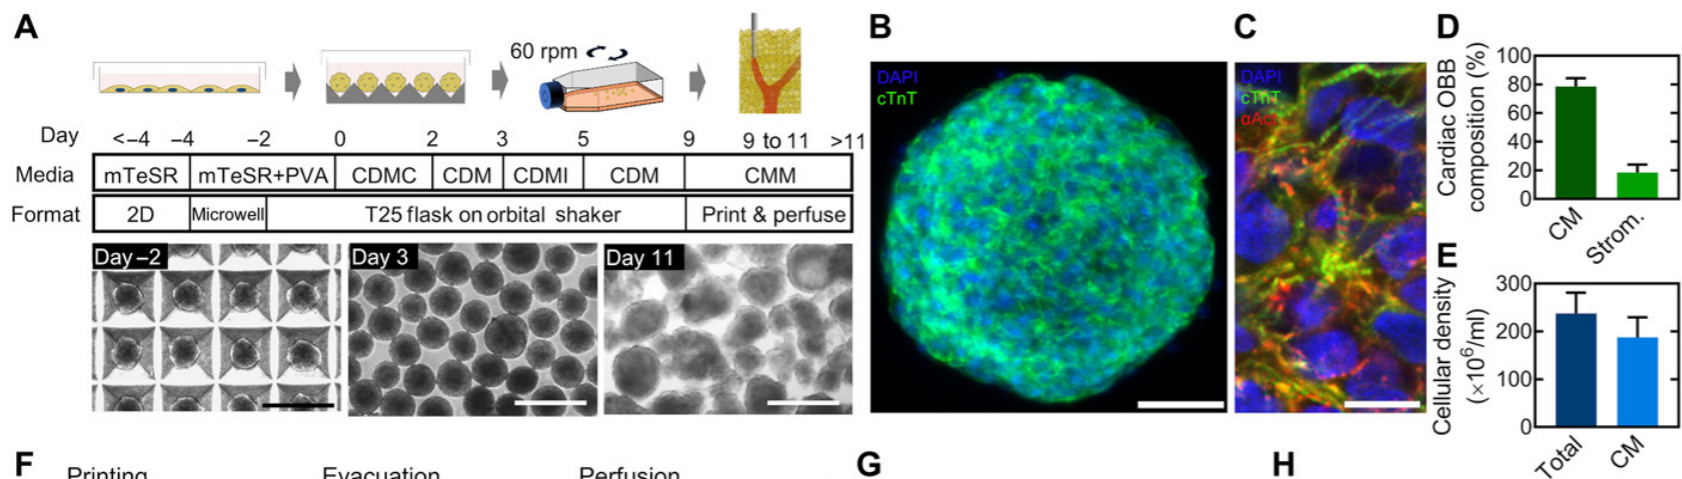 A
60 rpm
Day <–4 –4 –2 0 2 3 5 9 9 to 11 >11
Media mTeSR mTeSR+PVA CDMC CDM CDMI CDM CMM
Format 2D Microwell T25 flask on orbital shaker Print & perfuse
Day –2
Day 3
Day 11
B
DAPI
cTnT
C
DAPI
cTnT
αAct
D
Cardiac OBB
composition (%)
100
80
60
40
20
0
CM
Strom.
E
Cellular density
(×10⁶/ml)
300
200
100
0
Total
CM
F
Printing
Evacuation
Perfusion
G
H